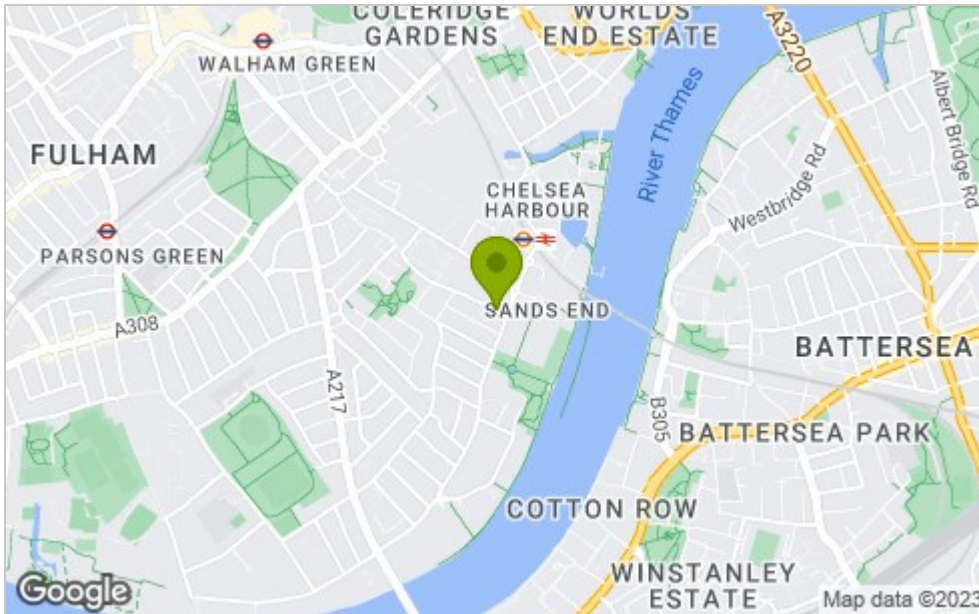 COLERIDGE
GARDENS
WORLDS
END ESTATE
A3220
WALHAM GREEN
River Thames
Albert Bridge Rd
FULHAM
Westbridge Rd
CHELSEA
HARBOUR
PARSONS GREEN
SANDS END
A308
BATTERSEA
A217
B305
BATTERSEA PARK
COTTON ROW
WINSTANLEY
ESTATE
Google
Map data ©202